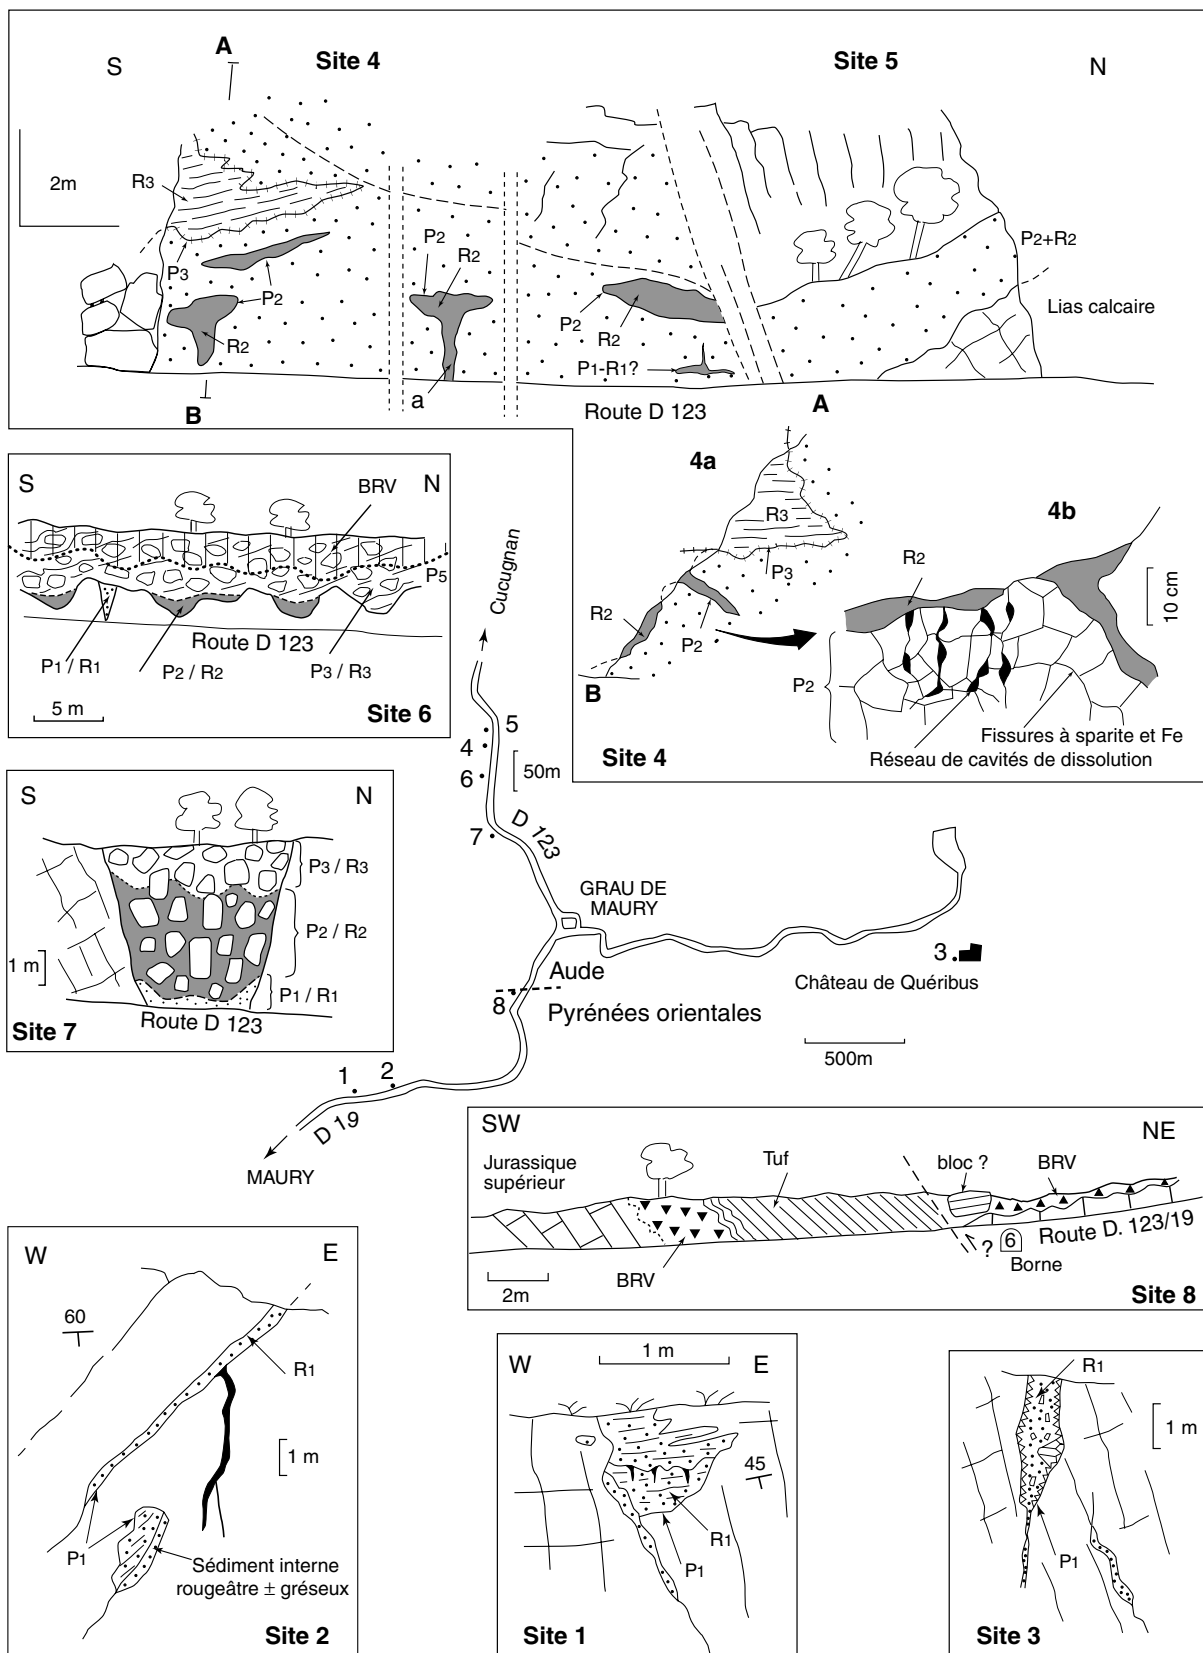 A
S
Site 4
Site 5
N
2m
R3
P3
P2
R2
P2
R2
a
P2
R2
P1-R1?
P2+R2
Lias calcaire
B
Route D 123
A
4a
R3
P3
R2
P2
B
4b
R2
10 cm
P2
Fissures à sparite et Fe
Réseau de cavités de dissolution
Site 4
S
N
BRV
P5
Route D 123
P1 / R1
P2 / R2
P3 / R3
5 m
Site 6
Cucugnan
5
4
6
50m
7
D 123
GRAU DE
MAURY
3
Château de Quéribus
Aude
8
Pyrénées orientales
500m
1
2
D 19
MAURY
S
N
P3 / R3
P2 / R2
1 m
P1 / R1
Route D 123
Site 7
SW
NE
Jurassique
supérieur
Tuf
bloc ?
BRV
BRV
?
6
Borne
Route D. 123/19
2m
Site 8
W
E
60
R1
1 m
P1
Sédiment interne
rougeâtre ± gréseux
Site 2
W
1 m
E
45
R1
P1
Site 1
R1
1 m
P1
Site 3